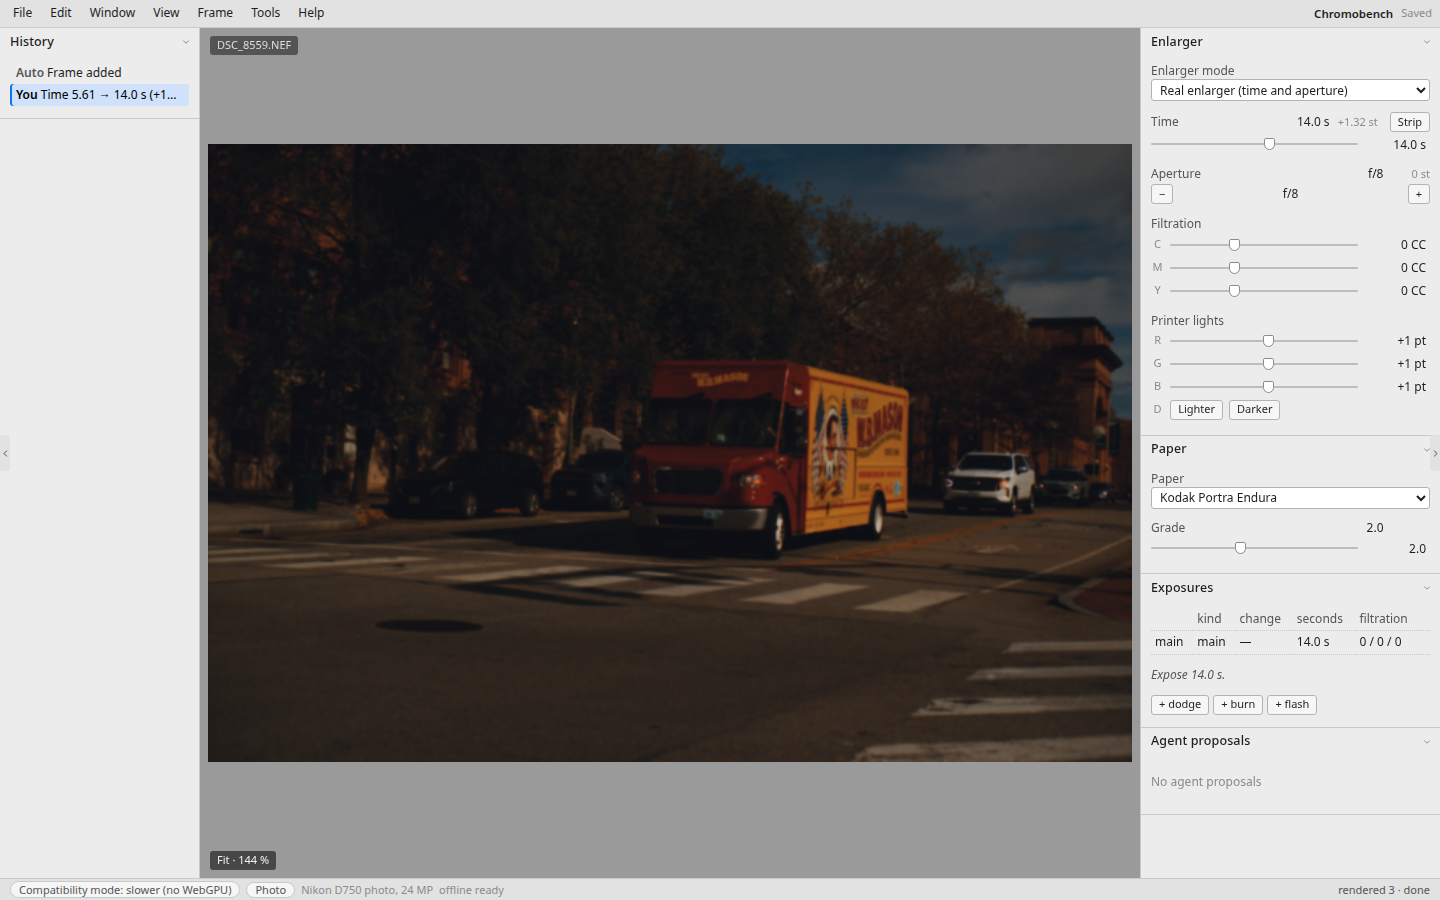 File Edit Window View Frame Tools Help
Chromobench Saved
History
Auto Frame added
You Time 5.61 → 14.0 s (+1...
DSC_8559.NEF
W.B. MASON
Fit · 144 %
Enlarger
Enlarger mode
Real enlarger (time and aperture)
Time 14.0 s +1.32 st Strip
14.0 s
Aperture f/8 0 st
− f/8 +
Filtration
C 0 CC
M 0 CC
Y 0 CC
Printer lights
R +1 pt
G +1 pt
B +1 pt
D Lighter Darker
Paper
Paper
Kodak Portra Endura
Grade 2.0
2.0
Exposures
kind change seconds filtration
main main — 14.0 s 0 / 0 / 0
Expose 14.0 s.
+ dodge + burn + flash
Agent proposals
No agent proposals
Compatibility mode: slower (no WebGPU) Photo Nikon D750 photo, 24 MP offline ready
rendered 3 · done